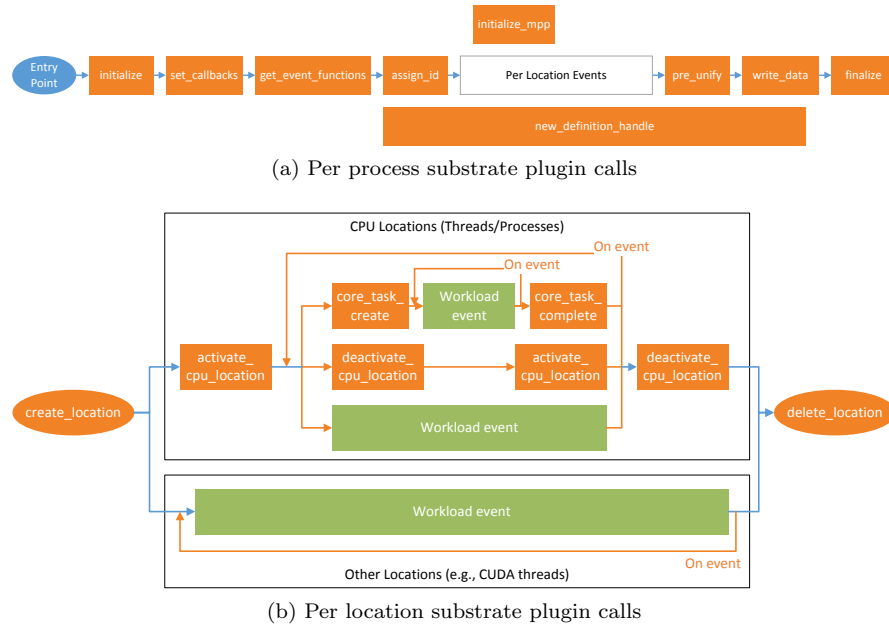 initialize_mpp
Entry
Point
initialize
set_callbacks
get_event_functions
assign_id
Per Location Events
pre_unify
write_data
finalize
new_definition_handle
(a) Per process substrate plugin calls
CPU Locations (Threads/Processes)
On event
On event
core_task_
create
Workload
event
core_task_
complete
activate_
cpu_location
deactivate_
cpu_location
activate_
cpu_location
deactivate_
cpu_location
create_location
Workload event
delete_location
Workload event
On event
Other Locations (e.g., CUDA threads)
(b) Per location substrate plugin calls